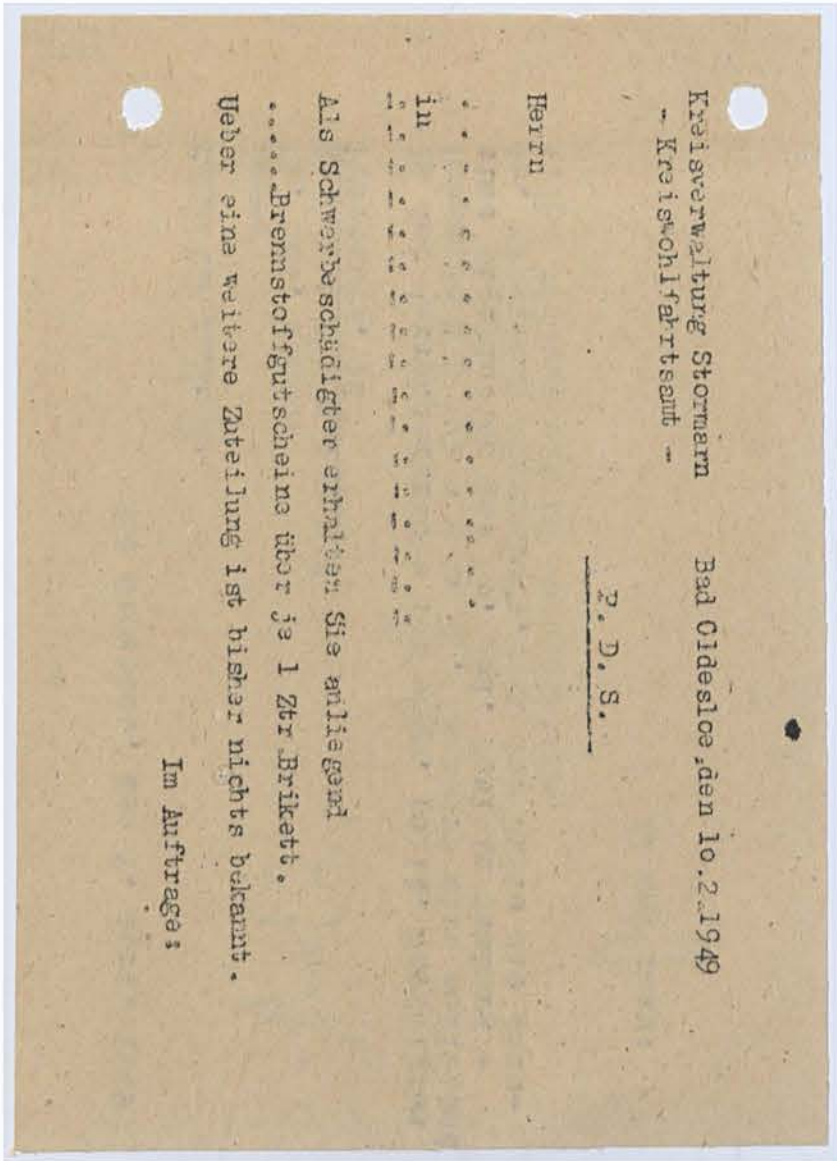 Kreisverwaltung Stormarn Bad Oldesloe,den 1o.2.1949
- Kreiswohlfahrtsamt -
P. D. S.
Herrn
. . . . . . . . . . . . . . . . .
in
. . . . . . . . . . . . . . . . .
Als Schwerbeschädigter erhalten Sie anliegend
......Brennstoffgutscheine über je 1 Ztr Brikett.
Ueber eine weitere Zuteilung ist bisher nichts bekannt.
Im Auftrage: